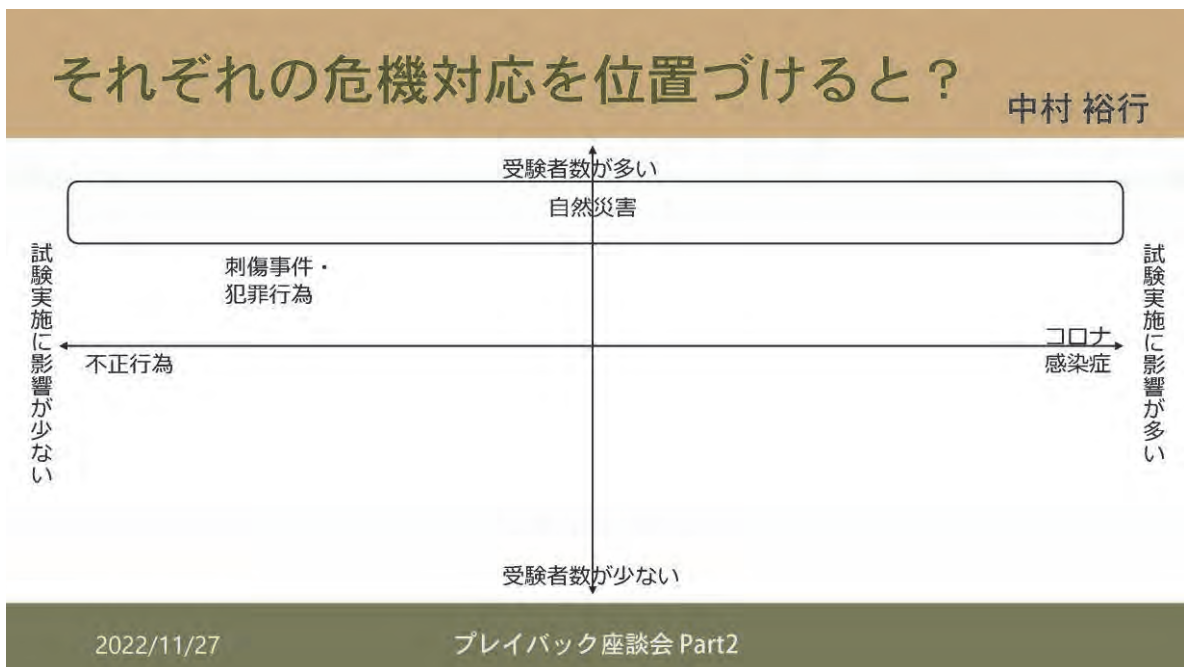 それぞれの危機対応を位置づけると？
中村 裕行
受験者数が多い
自然災害
試験実施に影響が少ない
刺傷事件・
犯罪行為
不正行為
コロナ
感染症
試験実施に影響が多い
受験者数が少ない
2022/11/27
プレイバック座談会 Part2